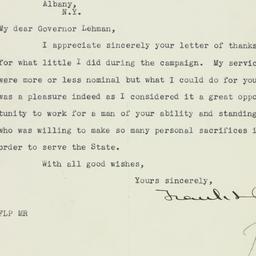 Albany,
N.Y.
My dear Governor Lehman,
I appreciate sincerely your letter of thanks
for what little I did during the campaign. My servic
were more or less nominal but what I could do for you
was a pleasure indeed as I considered it a great oppo
tunity to work for a man of your ability and standing
who was willing to make so many personal sacrifices i
order to serve the State.
With all good wishes,
Yours sincerely,
FLP MR